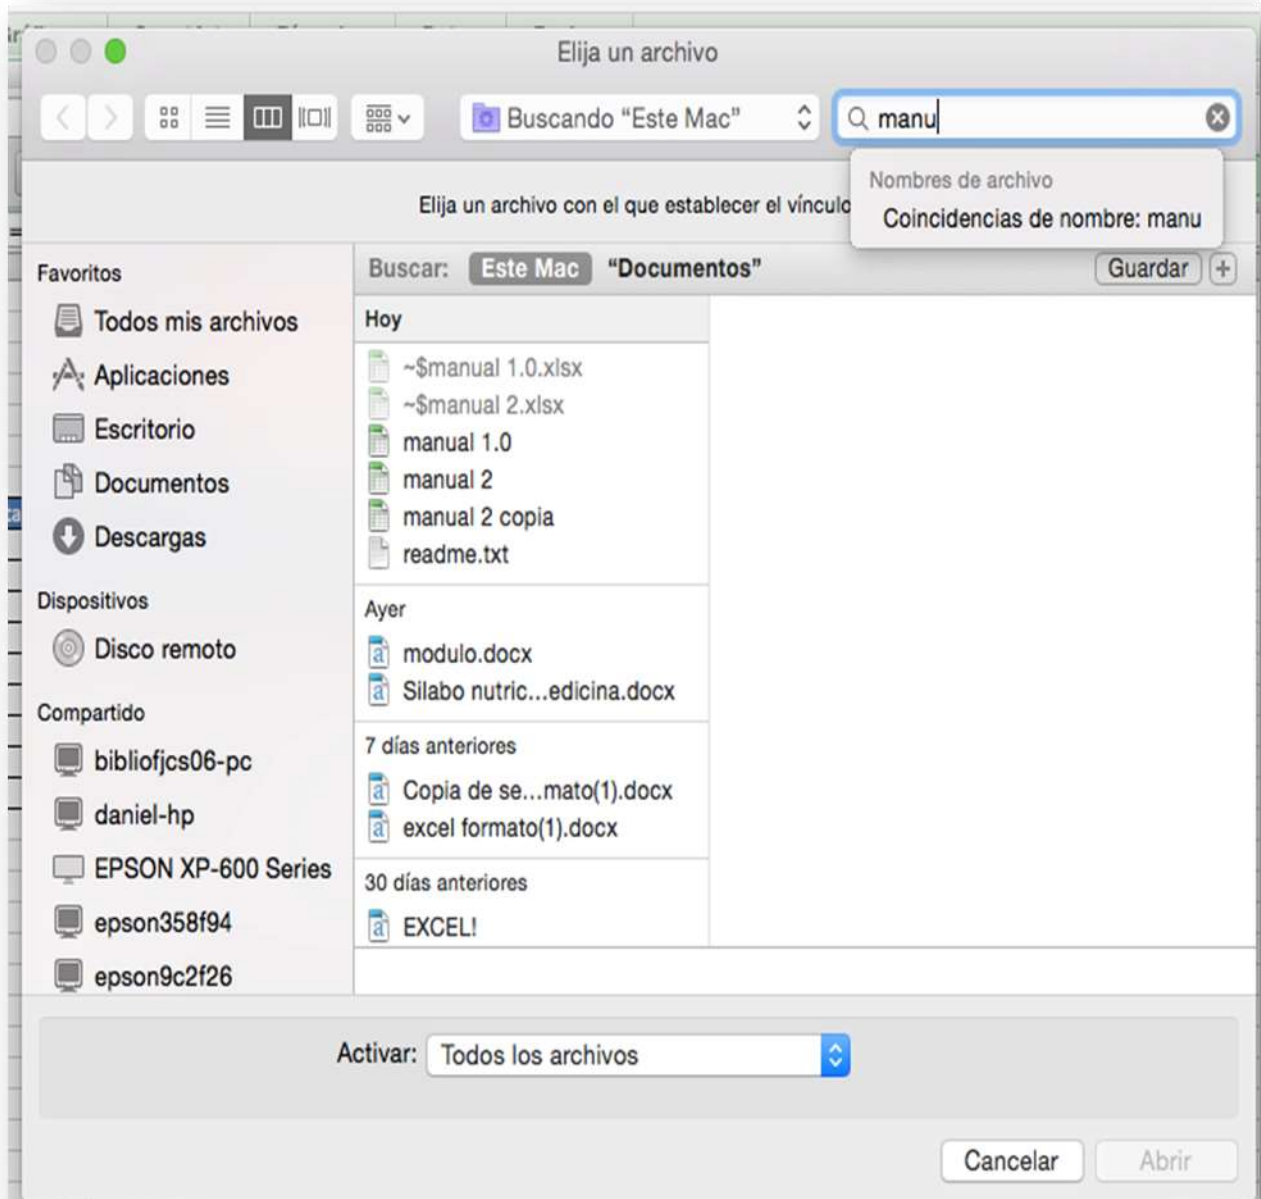 Elija un archivo
Buscando “Este Mac”
manu
Nombres de archivo
Coincidencias de nombre: manu
Elija un archivo con el que establecer el vínculo
Buscar: Este Mac “Documentos” Guardar +
Favoritos
Todos mis archivos
Aplicaciones
Escritorio
Documentos
Descargas
Dispositivos
Disco remoto
Compartido
bibliofjcs06-pc
daniel-hp
EPSON XP-600 Series
epson358f94
epson9c2f26
Hoy
~$manual 1.0.xlsx
~$manual 2.xlsx
manual 1.0
manual 2
manual 2 copia
readme.txt
Ayer
modulo.docx
Silabo nutric...edicina.docx
7 días anteriores
Copia de se...mato(1).docx
excel formato(1).docx
30 días anteriores
EXCEL!
Activar: Todos los archivos
Cancelar Abrir